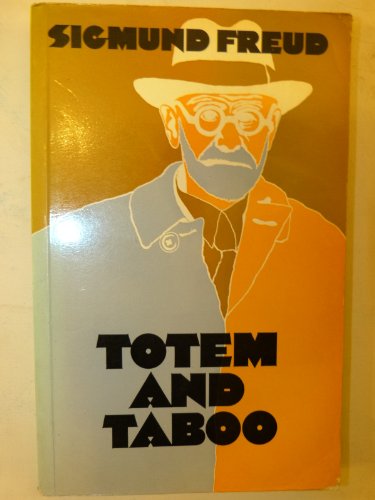 SIGMUND FREUD
TOTEM
AND
TABOO